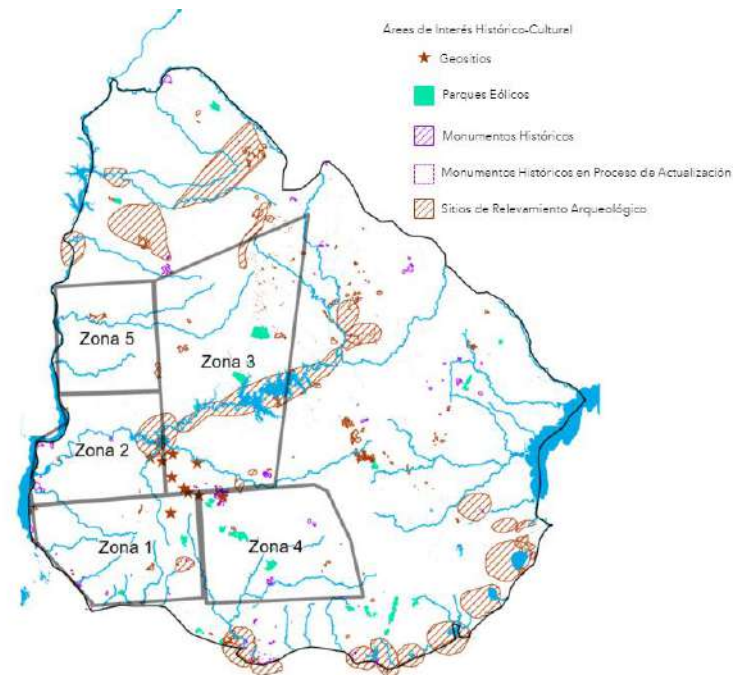 Áreas de Interés Histórico-Cultural
Geositios
Parques Eólicos
Monumentos Históricos
Monumentos Históricos en Proceso de Actualización
Sitios de Relevamiento Arqueológico
Zona 5
Zona 3
Zona 2
Zona 1
Zona 4